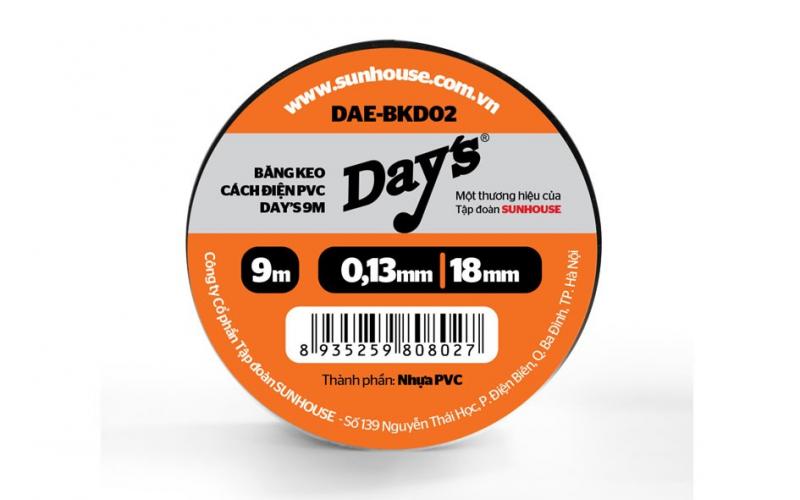 www.sunhouse.com.vn
DAE-BKD02
BĂNG KEO
CÁCH ĐIỆN PVC
DAY'S 9M
Day's®
Một thương hiệu của
Tập đoàn SUNHOUSE
9m
0,13mm | 18mm
8 935259 808027
Thành phần: Nhựa PVC
Công ty Cổ phần Tập đoàn SUNHOUSE - Số 139 Nguyễn Thái Học, P. Điện Biên, Q. Ba Đình. TP. Hà Nội